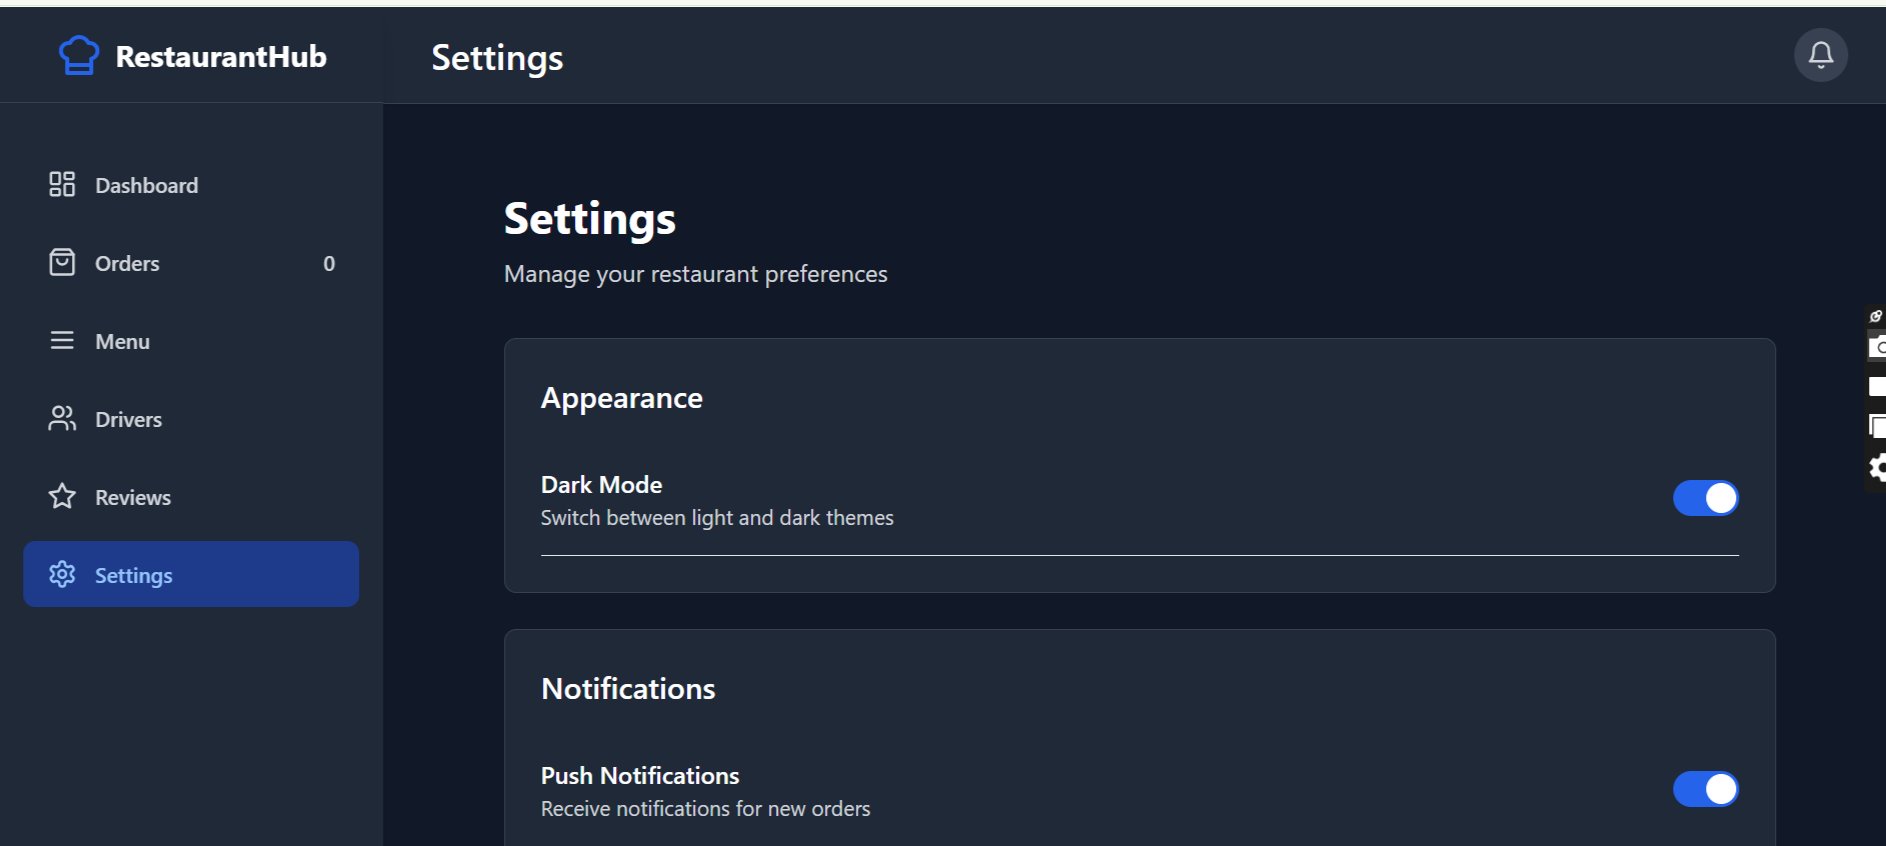 RestaurantHub
Settings
Dashboard
Orders 0
Menu
Drivers
Reviews
Settings
Settings
Manage your restaurant preferences
Appearance
Dark Mode
Switch between light and dark themes
Notifications
Push Notifications
Receive notifications for new orders